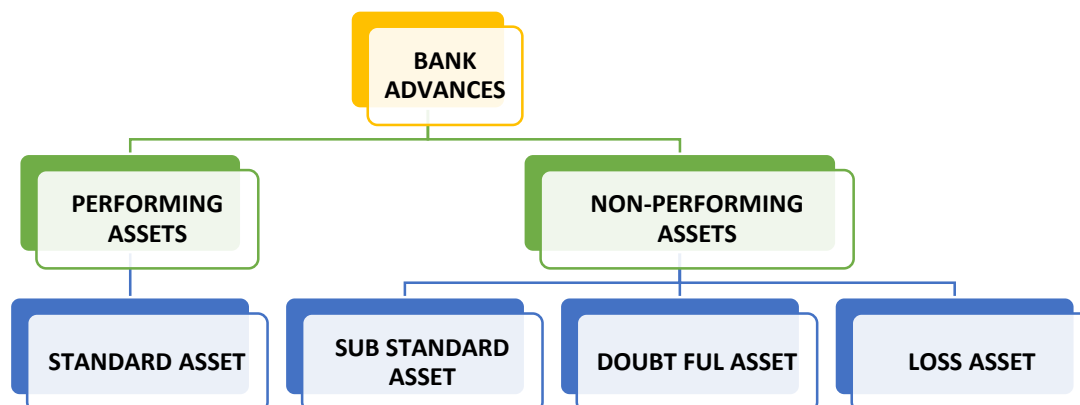 BANK
ADVANCES
PERFORMING
ASSETS
NON-PERFORMING
ASSETS
STANDARD ASSET
SUB STANDARD
ASSET
DOUBT FUL ASSET
LOSS ASSET